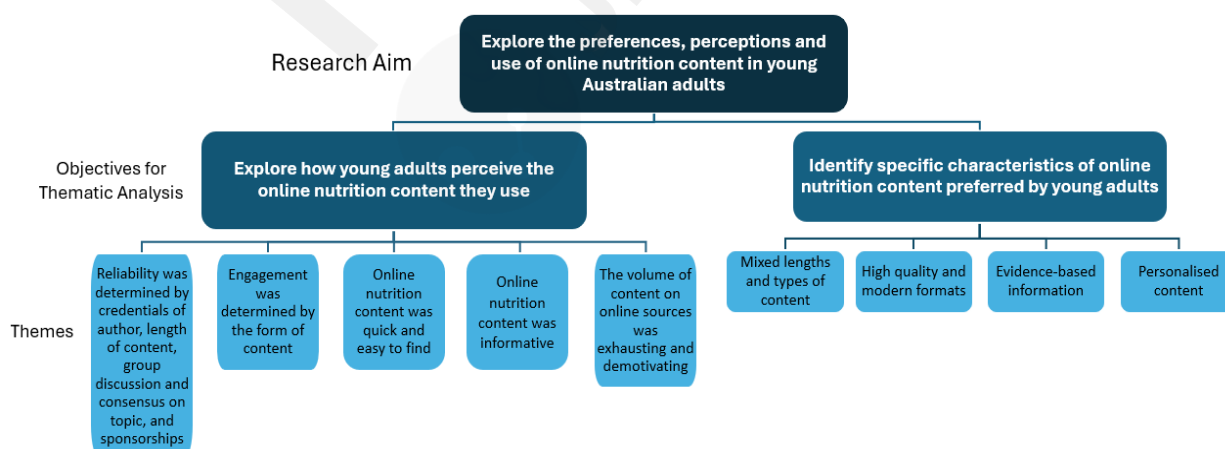 Research Aim
Explore the preferences, perceptions and
use of online nutrition content in young
Australian adults
Objectives for
Thematic Analysis
Explore how young adults perceive the
online nutrition content they use
Identify specific characteristics of online
nutrition content preferred by young adults
Themes
Reliability was
determined by
credentials of
author, length
of content,
group
discussion and
consensus on
topic, and
sponsorships
Engagement
was
determined by
the form of
content
Online
nutrition
content was
quick and
easy to find
Online
nutrition
content was
informative
The volume of
content on
online sources
was
exhausting and
demotivating
Mixed lengths
and types of
content
High quality and
modern formats
Evidence-based
information
Personalised
content